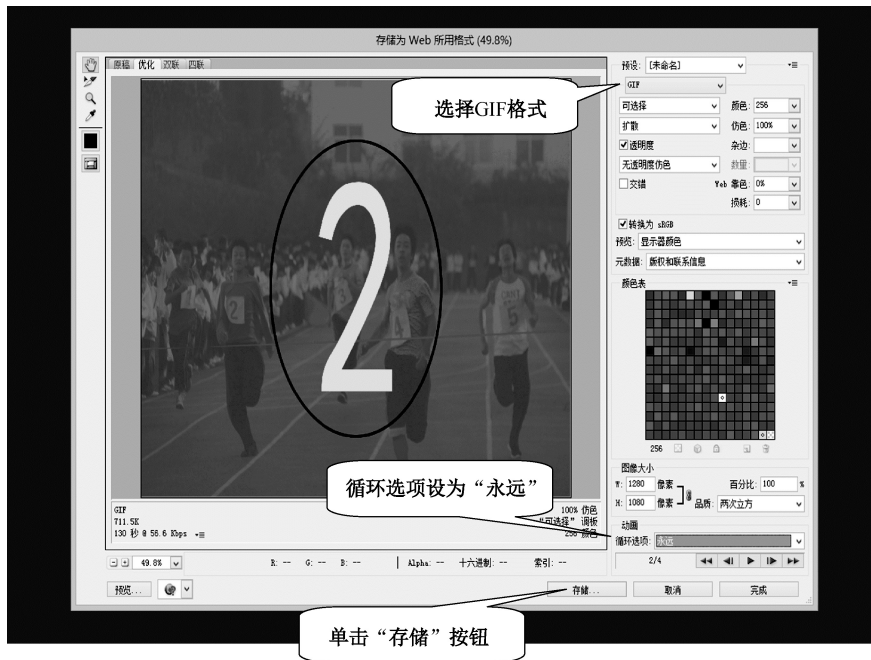 存储为 Web 所用格式 (49.8%)
原稿 优化 双联 四联
预设: [未命名]
GIF
选择GIF格式
可选择 颜色: 256
扩散 仿色: 100%
透明度 杂边:
无透明度仿色 数量:
交错 Web 靠色: 0%
损耗: 0
转换为 sRGB
预览: 显示器颜色
元数据: 版权和联系信息
颜色表
2
2
3
5
256
图像大小
W: 1280 像素 百分比: 100 %
H: 1080 像素 品质: 两次立方
循环选项设为“永远”
GIF 100% 仿色
711.5K “可选择” 调板
130 秒 @ 56.6 Kbps 256 颜色
动画
循环选项: 永远
2/4
49.8% R: -- G: -- B: -- Alpha: -- 十六进制: -- 索引: --
预览... 存储... 取消 完成
单击“存储”按钮